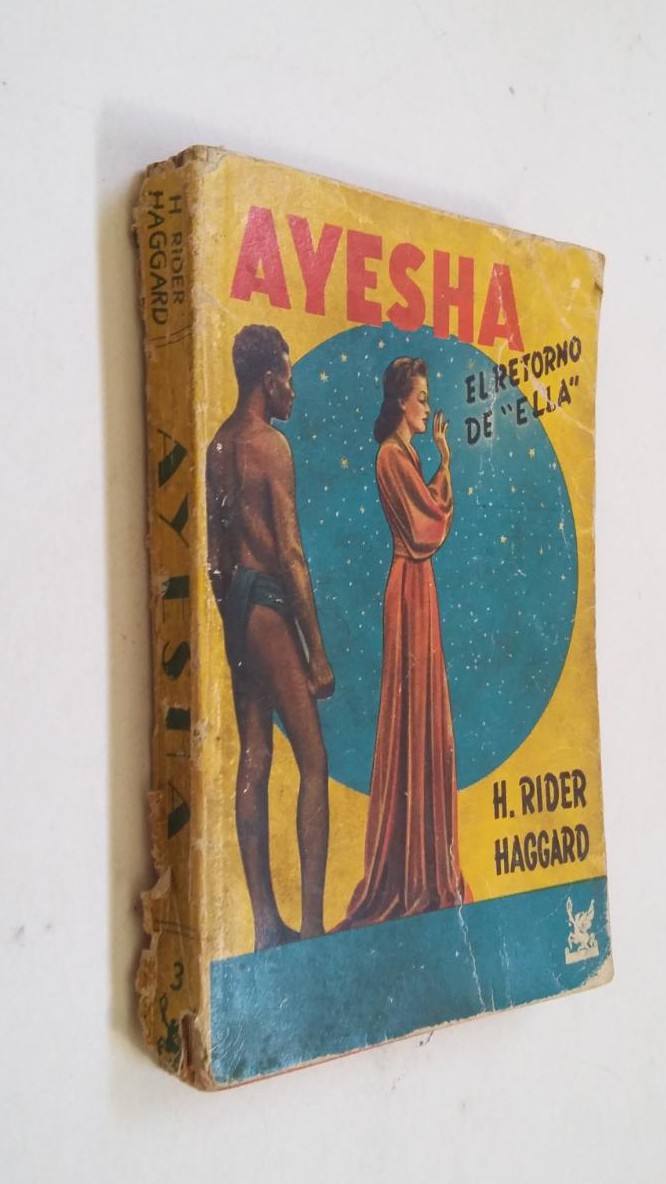 AYESHA
EL RETORNO
DE "ELLA"
H. RIDER
HAGGARD
H RIDER
HAGGARD
AYESHA
3